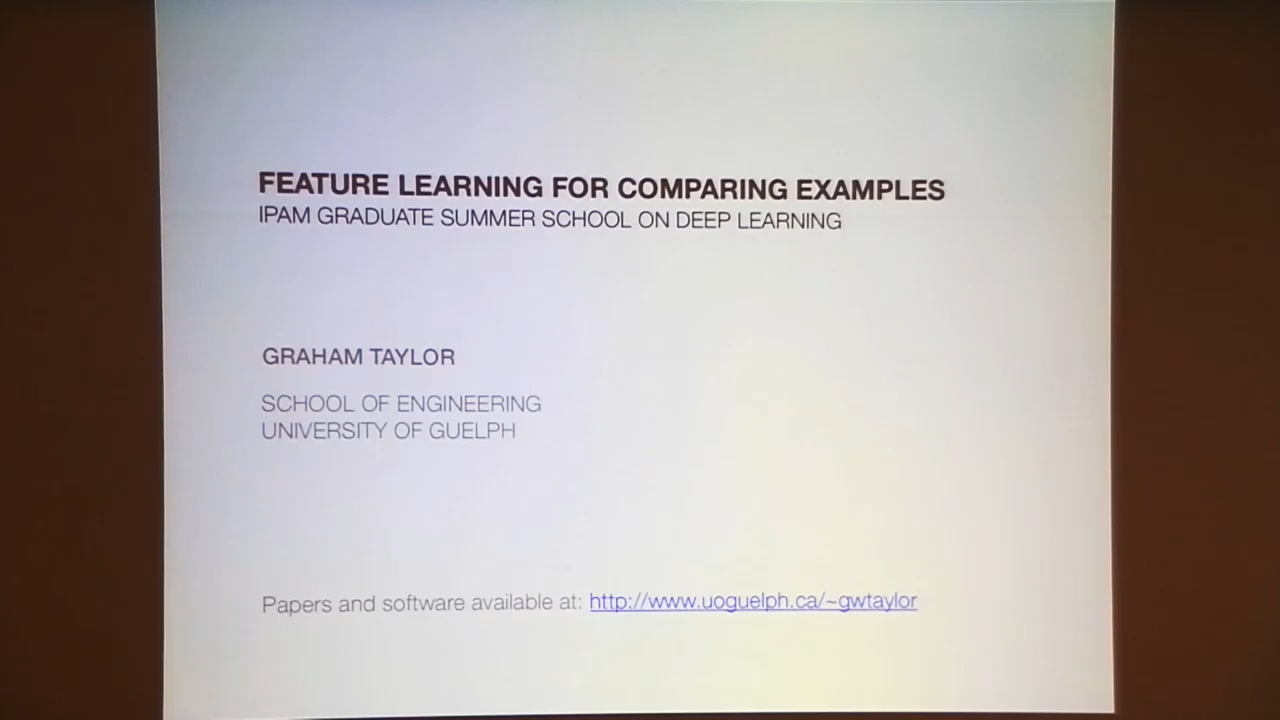 FEATURE LEARNING FOR COMPARING EXAMPLES
IPAM GRADUATE SUMMER SCHOOL ON DEEP LEARNING
GRAHAM TAYLOR
SCHOOL OF ENGINEERING
UNIVERSITY OF GUELPH
Papers and software available at: http://www.uoguelph.ca/~gwtaylor